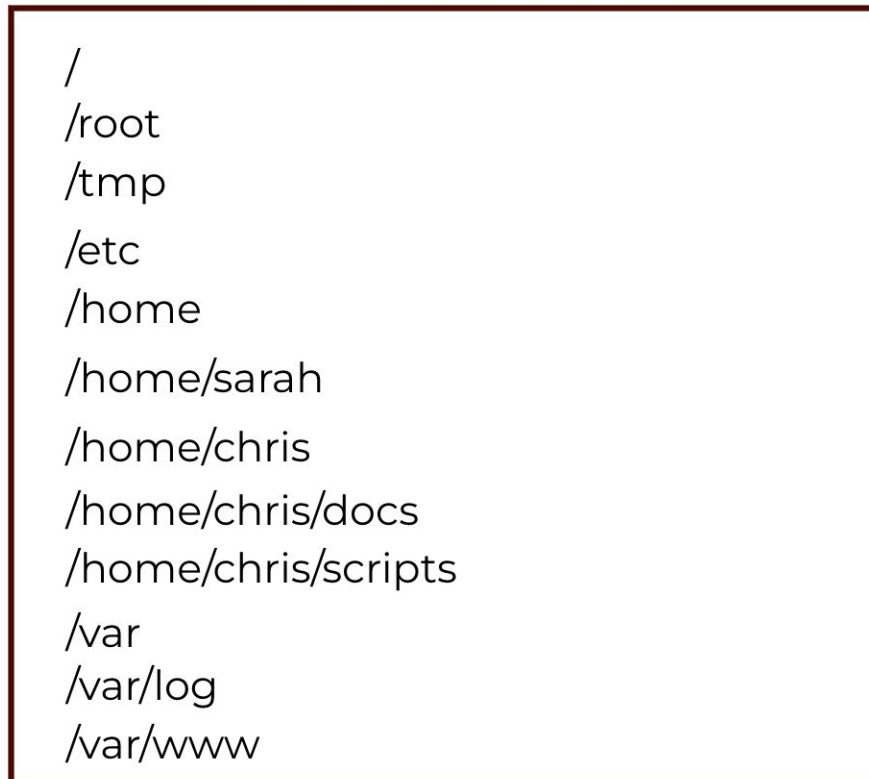 /
/root
/tmp
/etc
/home
/home/sarah
/home/chris
/home/chris/docs
/home/chris/scripts
/var
/var/log
/var/www